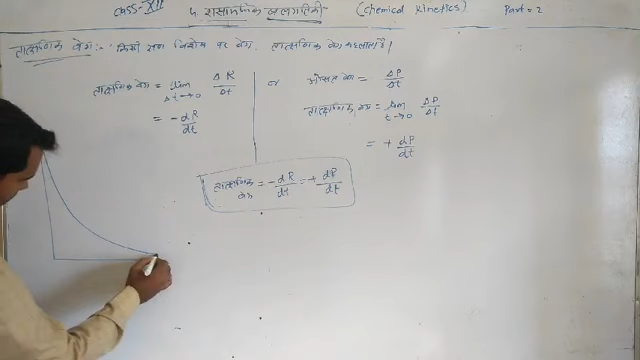 class-XII 4. रासायनिक बलगतिकी (Chemical Kinetics) Part = 2
तात्क्षणिक वेग :- किसी क्षण विशेष पर वेग, तात्क्षणिक वेग कहलाता है।
तात्क्षणिक वेग = lim Δt→0 ΔR/Δt
= -dR/dt
or औसत वेग = ΔP/Δt
तात्क्षणिक वेग = lim t→0 ΔP/Δt
= + dP/dt
तात्क्षणिक वेग = -dR/dt = + dP/dt